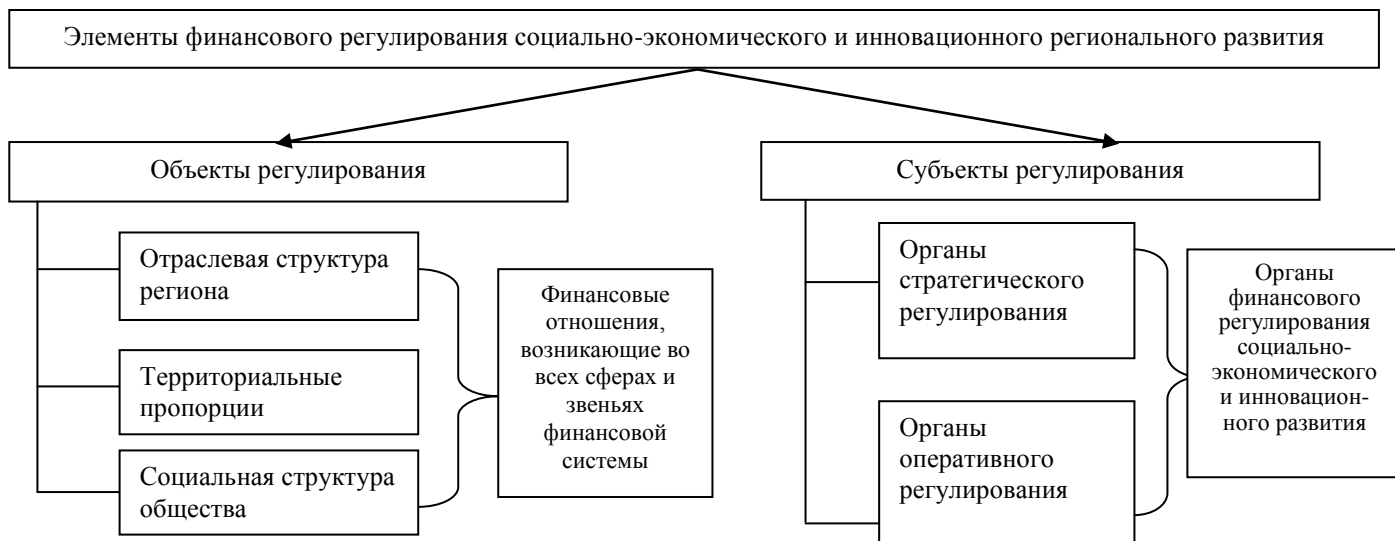 Элементы финансового регулирования социально-экономического и инновационного регионального развития
Объекты регулирования
Отраслевая структура
региона
Территориальные
пропорции
Социальная структура
общества
Финансовые
отношения,
возникающие во
всех сферах и
звеньях
финансовой
системы
Субъекты регулирования
Органы
стратегического
регулирования
Органы
оперативного
регулирования
Органы
финансового
регулирования
социально-
экономического
и инновацион-
ного развития